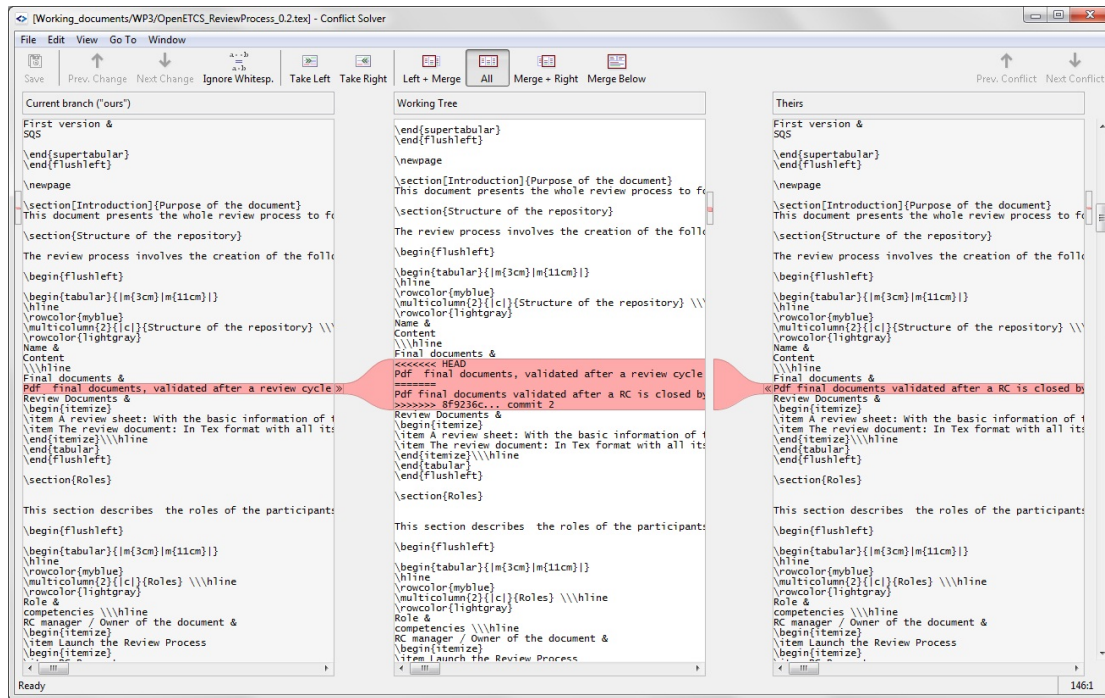 [Working_documents/WP3/OpenETCS_ReviewProcess_0.2.tex] - Conflict Solver
File Edit View Go To Window
Save Prev. Change Next Change Ignore Whitesp. Take Left Take Right Left + Merge All Merge + Right Merge Below Prev. Conflict Next Conflict
Current branch ("ours")
First version &
SQS
\end{supertabular}
\end{flushleft}
\newpage
\section[Introduction]{Purpose of the document}
This document presents the whole review process to fo
\section{Structure of the repository}
The review process involves the creation of the follo
\begin{flushleft}
\begin{tabular}{|m{3cm}|m{11cm}|}
\hline
\rowcolor{myblue}
\multicolumn{2}{|c|}{Structure of the repository} \\\
\rowcolor{lightgray}
Name &
Content
\\\hline
Final documents &
Pdf  final documents, validated after a review cycle
Review Documents &
\begin{itemize}
\item A review sheet: With the basic information of
\item The review document: In Tex format with all its
\end{itemize}\\\hline
\end{tabular}
\end{flushleft}
\section{Roles}
This section describes  the roles of the participants
\begin{flushleft}
\begin{tabular}{|m{3cm}|m{11cm}|}
\hline
\rowcolor{myblue}
\multicolumn{2}{|c|}{Roles} \\\hline
\rowcolor{lightgray}
Role &
competencies \\\hline
RC manager / Owner of the document &
\begin{itemize}
\item Launch the Review Process
\begin{itemize}
Working Tree
\end{supertabular}
\end{flushleft}
\newpage
\section[Introduction]{Purpose of the document}
This document presents the whole review process to fo
\section{Structure of the repository}
The review process involves the creation of the follo
\begin{flushleft}
\begin{tabular}{|m{3cm}|m{11cm}|}
\hline
\rowcolor{myblue}
\multicolumn{2}{|c|}{Structure of the repository} \\\
\rowcolor{lightgray}
Name &
Content
\\\hline
Final documents &
<<<<<<< HEAD
Pdf  final documents, validated after a review cycle
=======
Pdf final documents validated after a RC is closed by
>>>>>>> 8f9236c... commit 2
Review Documents &
\begin{itemize}
\item A review sheet: With the basic information of
\item The review document: In Tex format with all its
\end{itemize}\\\hline
\end{tabular}
\end{flushleft}
\section{Roles}
This section describes  the roles of the participants
\begin{flushleft}
\begin{tabular}{|m{3cm}|m{11cm}|}
\hline
\rowcolor{myblue}
\multicolumn{2}{|c|}{Roles} \\\hline
\rowcolor{lightgray}
Role &
competencies \\\hline
RC manager / Owner of the document &
\begin{itemize}
\item Launch the Review Process
Theirs
First version &
SQS
\end{supertabular}
\end{flushleft}
\newpage
\section[Introduction]{Purpose of the document}
This document presents the whole review process to fo
\section{Structure of the repository}
The review process involves the creation of the follo
\begin{flushleft}
\begin{tabular}{|m{3cm}|m{11cm}|}
\hline
\rowcolor{myblue}
\multicolumn{2}{|c|}{Structure of the repository} \\\
\rowcolor{lightgray}
Name &
Content
\\\hline
Final documents &
Pdf final documents validated after a RC is closed by
Review Documents &
\begin{itemize}
\item A review sheet: With the basic information of
\item The review document: In Tex format with all its
\end{itemize}\\\hline
\end{tabular}
\end{flushleft}
\section{Roles}
This section describes  the roles of the participants
\begin{flushleft}
\begin{tabular}{|m{3cm}|m{11cm}|}
\hline
\rowcolor{myblue}
\multicolumn{2}{|c|}{Roles} \\\hline
\rowcolor{lightgray}
Role &
competencies \\\hline
RC manager / Owner of the document &
\begin{itemize}
\item Launch the Review Process
\begin{itemize}
Ready 146:1